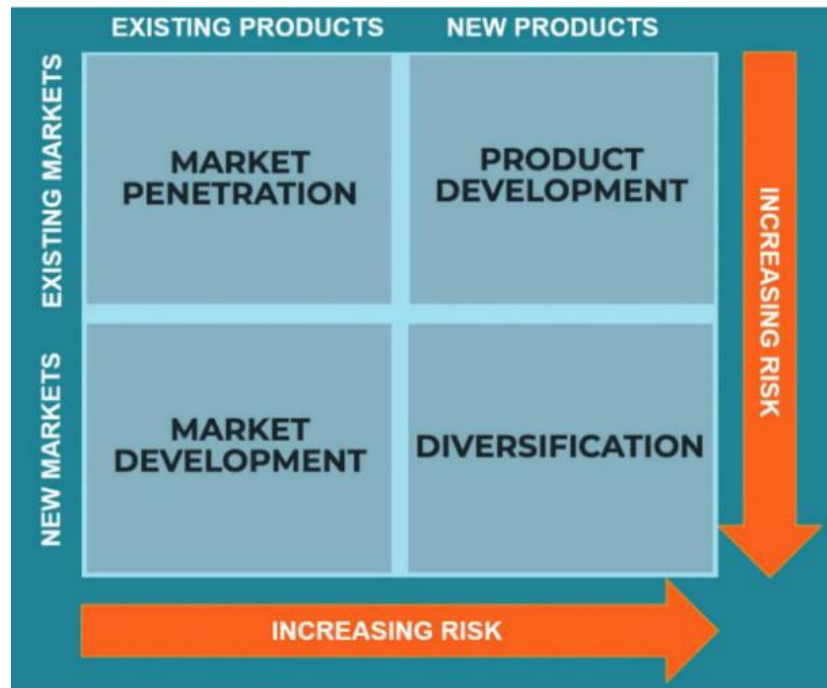 EXISTING PRODUCTS
NEW PRODUCTS
EXISTING MARKETS
MARKET
PENETRATION
PRODUCT
DEVELOPMENT
INCREASING RISK
NEW MARKETS
MARKET
DEVELOPMENT
DIVERSIFICATION
INCREASING RISK